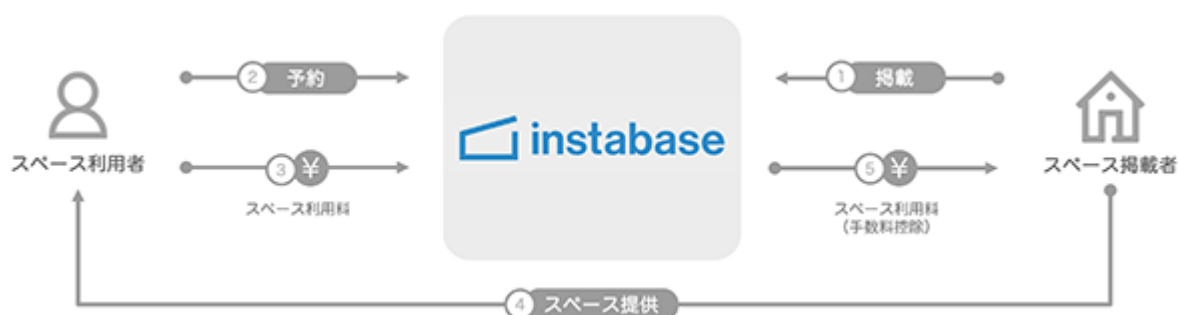 ② 予約
① 掲載
instabase
スペース利用者
③ ¥
スペース利用料
⑤ ¥
スペース利用料
(手数料控除)
スペース掲載者
④ スペース提供